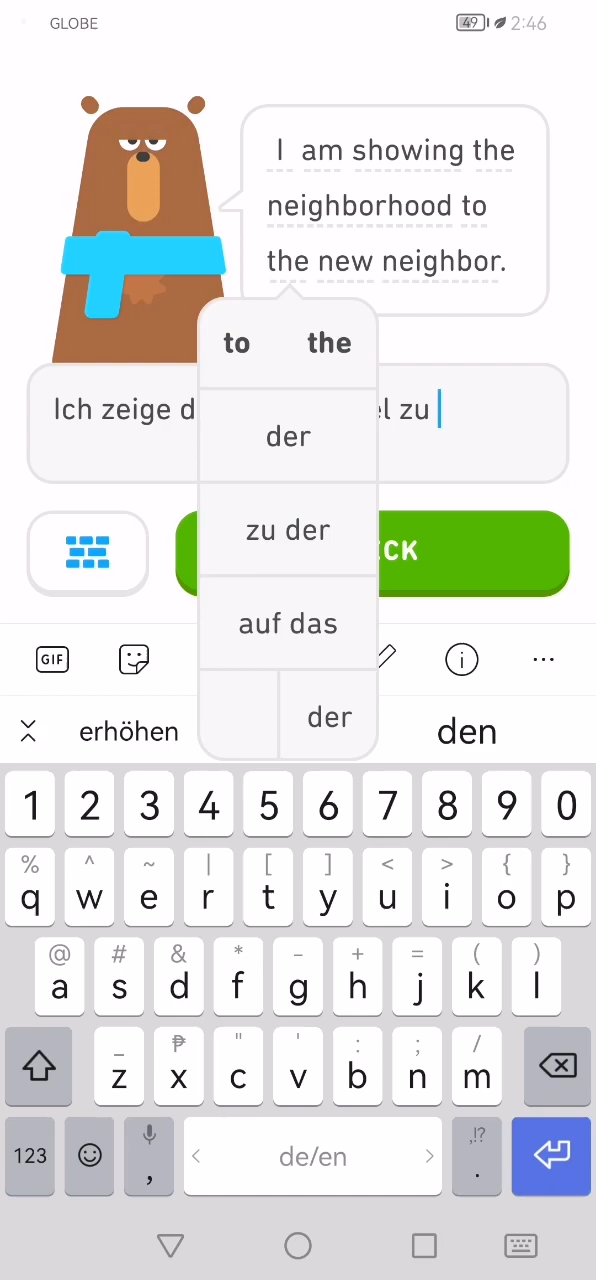 GLOBE
49
2:46
I am showing the
neighborhood to
the new neighbor.
to the
der
zu der
auf das
der
Ich zeige d
l zu
CK
GIF
erhöhen
den
1 2 3 4 5 6 7 8 9 0
% ^ ~ | [ ] < > { }
q w e r t y u i o p
@ # & * - + = ( )
a s d f g h j k l
_ ₱ " ' : ; /
z x c v b n m
,!?
123 , de/en .